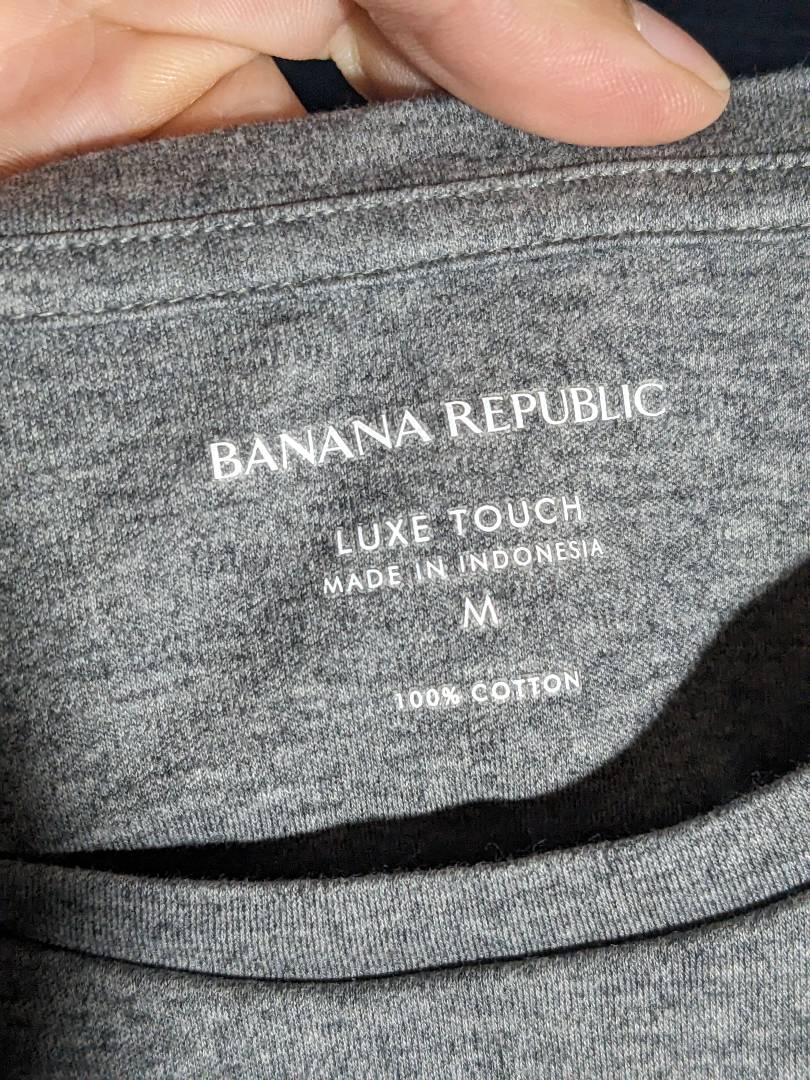 BANANA REPUBLIC
LUXE TOUCH
MADE IN INDONESIA
M
100% COTTON